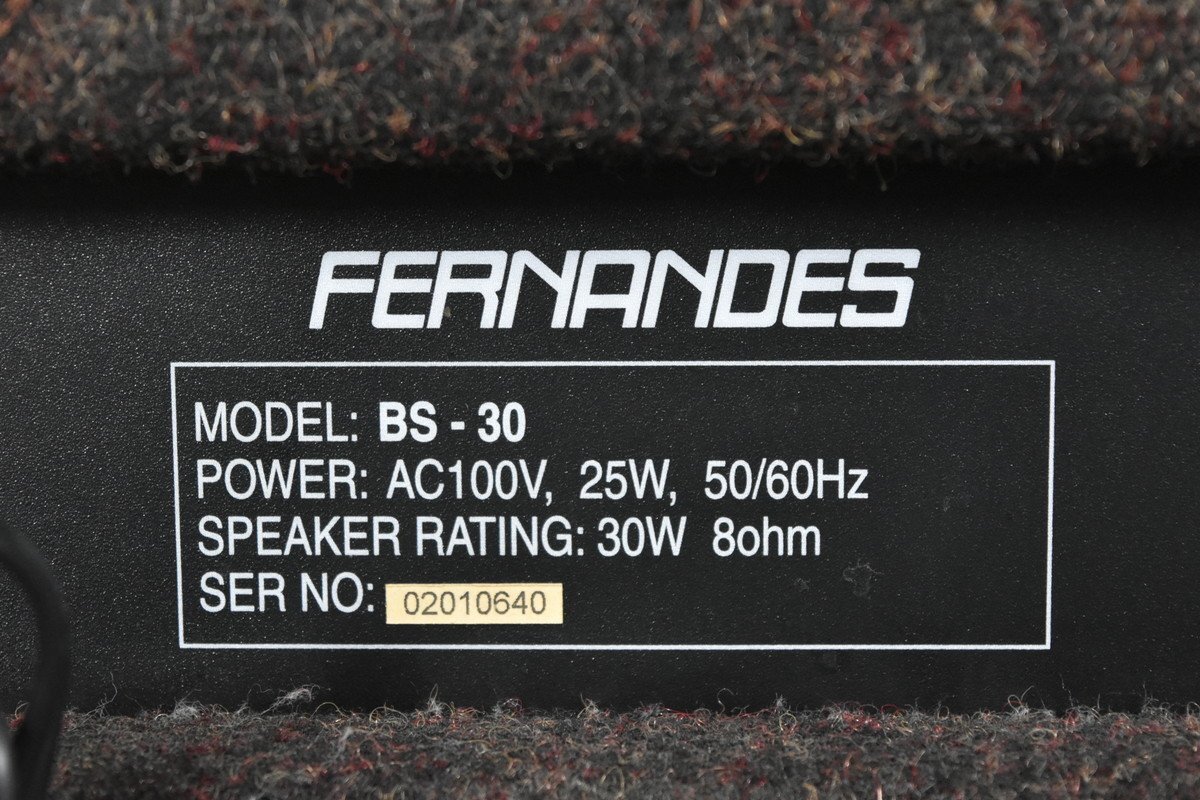 FERNANDES
MODEL: BS - 30
POWER: AC100V, 25W, 50/60Hz
SPEAKER RATING: 30W 8ohm
SER NO: 02010640